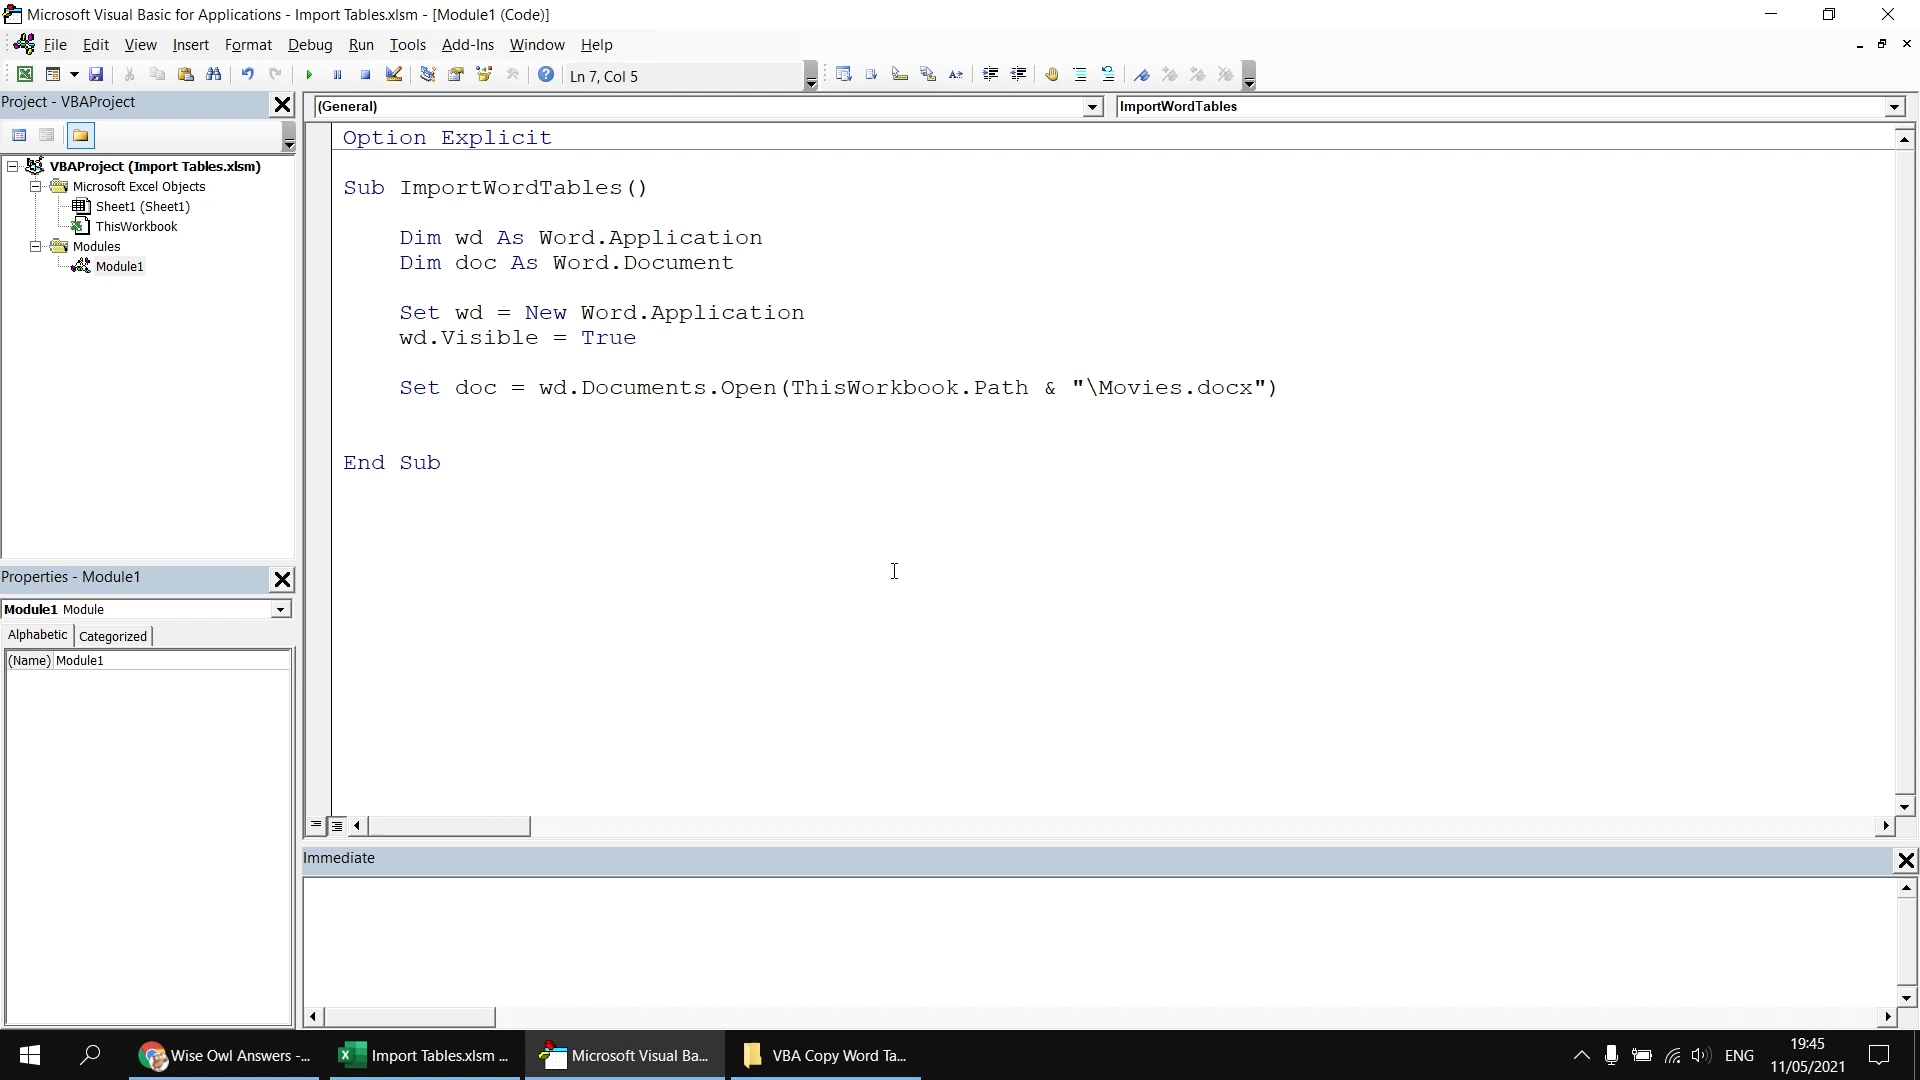 Microsoft Visual Basic for Applications - Import Tables.xlsm - [Module1 (Code)]
File Edit View Insert Format Debug Run Tools Add-Ins Window Help
Ln 7, Col 5
Project - VBAProject
(General)
ImportWordTables
VBAProject (Import Tables.xlsm)
Microsoft Excel Objects
Sheet1 (Sheet1)
ThisWorkbook
Modules
Module1
Option Explicit
Sub ImportWordTables()
Dim wd As Word.Application
Dim doc As Word.Document
Set wd = New Word.Application
wd.Visible = True
Set doc = wd.Documents.Open(ThisWorkbook.Path & "\Movies.docx")
End Sub
Properties - Module1
Module1 Module
Alphabetic Categorized
(Name) Module1
Immediate
Wise Owl Answers -...
Import Tables.xlsm ...
Microsoft Visual Ba...
VBA Copy Word Ta...
ENG
19:45
11/05/2021